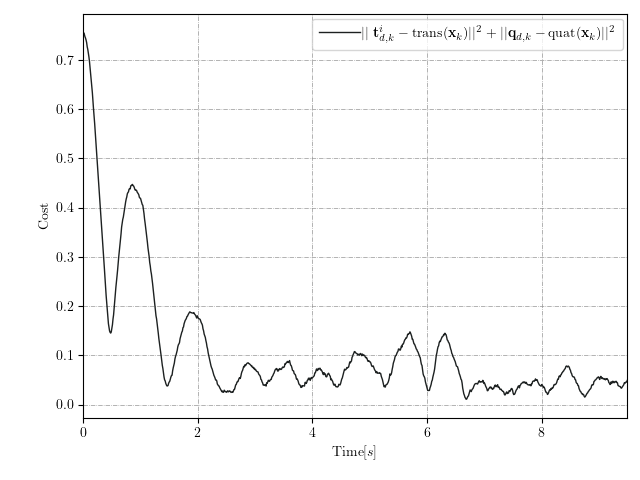 || 𝐭ⁱ_{d,k} − trans(𝐱_k)||² + ||𝐪_{d,k} − quat(𝐱_k)||²
0.7
0.6
0.5
0.4
0.3
0.2
0.1
0.0
Cost
0 2 4 6 8
Time[s]